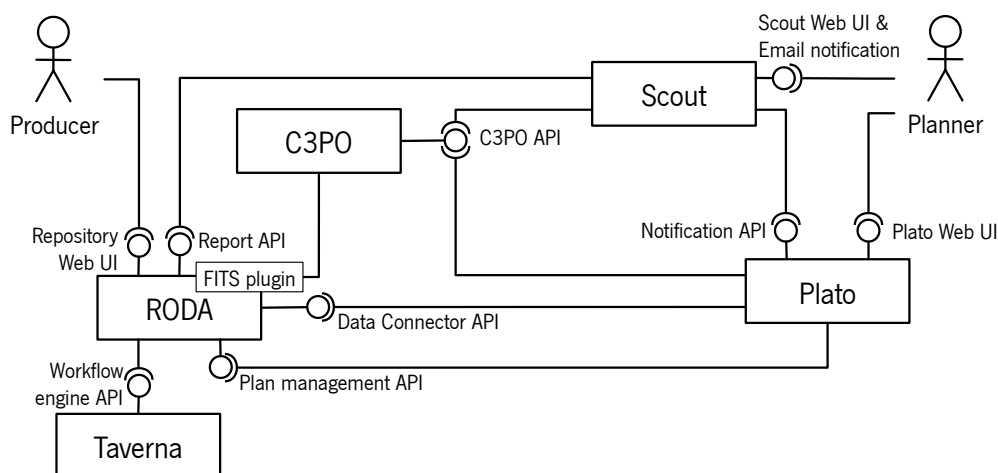 Scout Web UI &
Email notification
Producer
Scout
Planner
C3PO
C3PO API
Repository
Web UI
Report API
Notification API
Plato Web UI
FITS plugin
RODA
Plato
Data Connector API
Workflow
engine API
Plan management API
Taverna